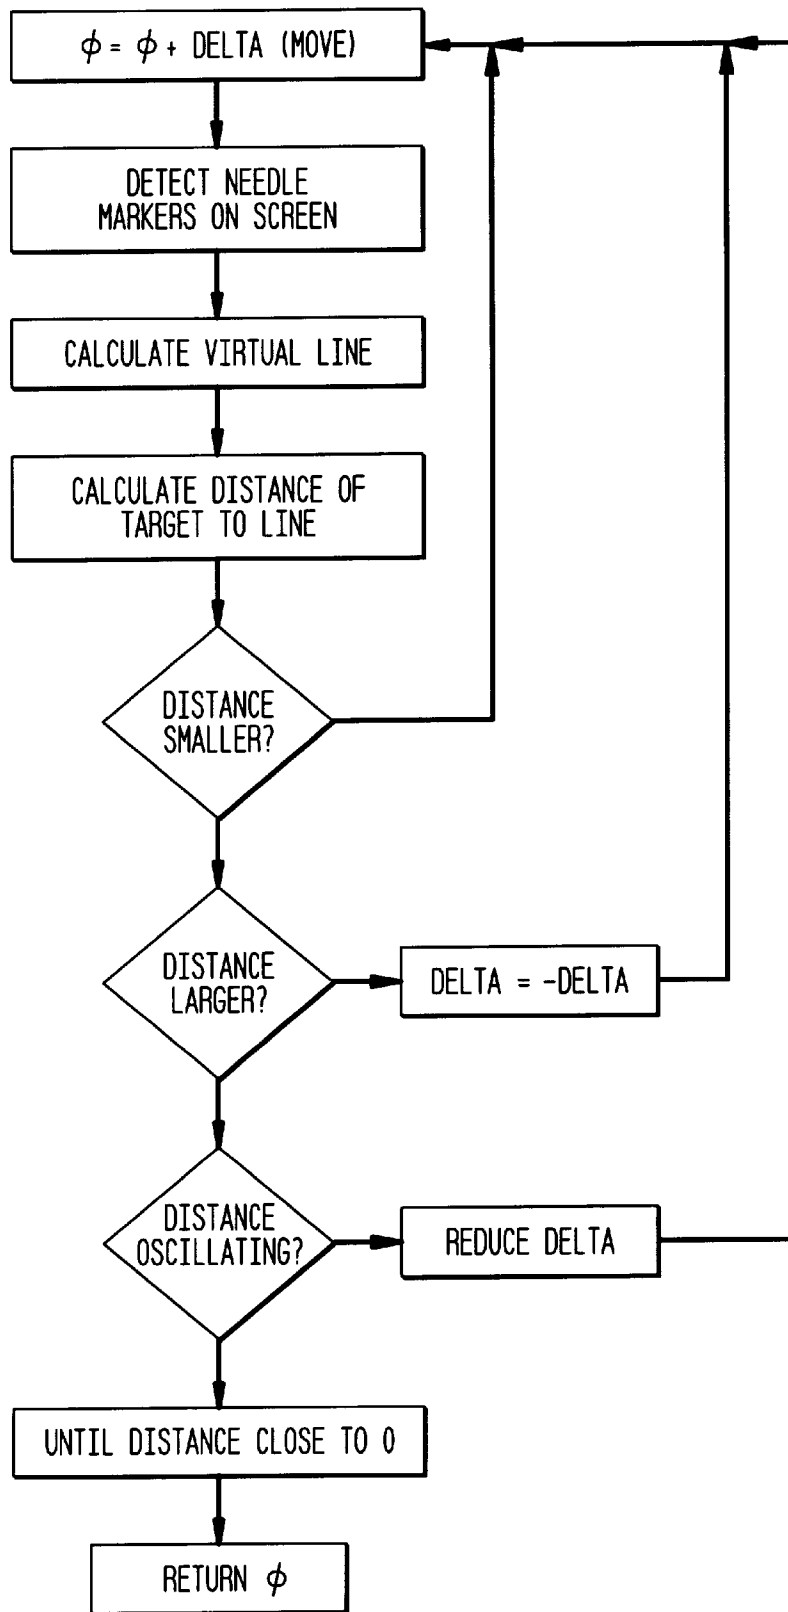 ϕ = ϕ + DELTA (MOVE)
DETECT NEEDLE
MARKERS ON SCREEN
CALCULATE VIRTUAL LINE
CALCULATE DISTANCE OF
TARGET TO LINE
DISTANCE
SMALLER?
DISTANCE
LARGER?
DELTA = -DELTA
DISTANCE
OSCILLATING?
REDUCE DELTA
UNTIL DISTANCE CLOSE TO 0
RETURN ϕ